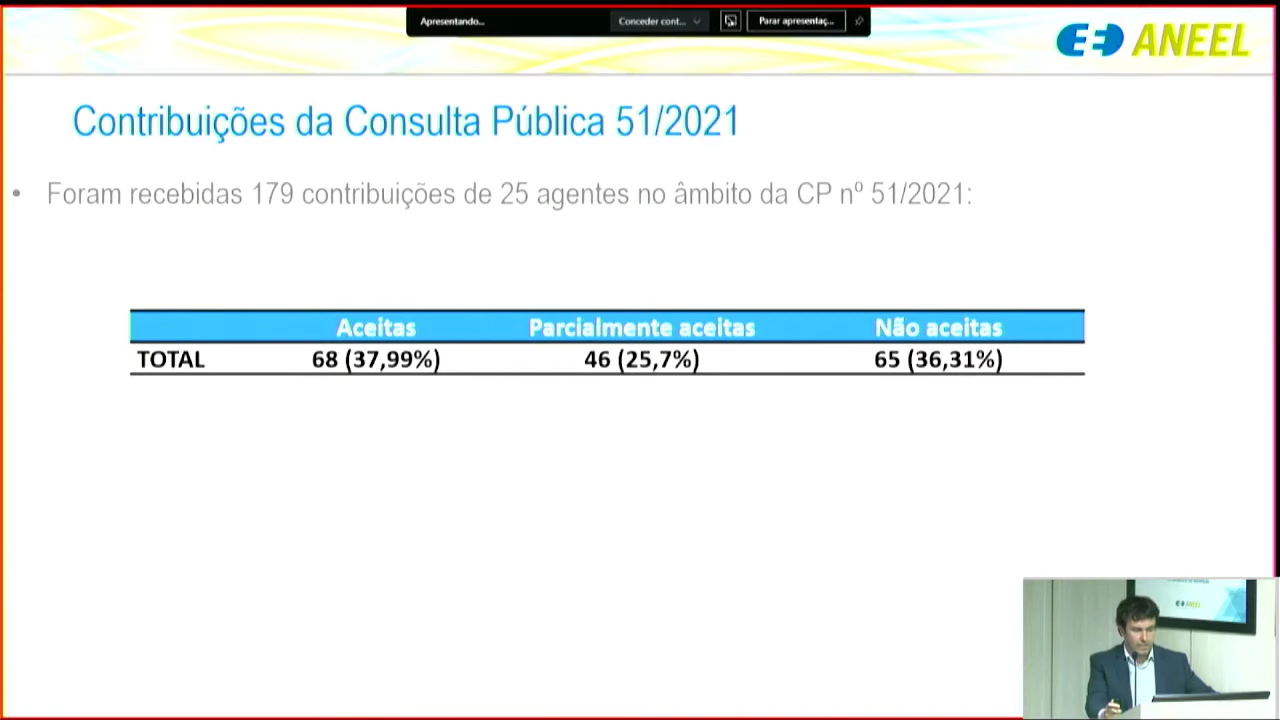 Apresentando...
Conceder cont...
Parar apresentaç...
ANEEL
Contribuições da Consulta Pública 51/2021
• Foram recebidas 179 contribuições de 25 agentes no âmbito da CP nº 51/2021:
Aceitas Parcialmente aceitas Não aceitas
TOTAL 68 (37,99%) 46 (25,7%) 65 (36,31%)
ANEEL